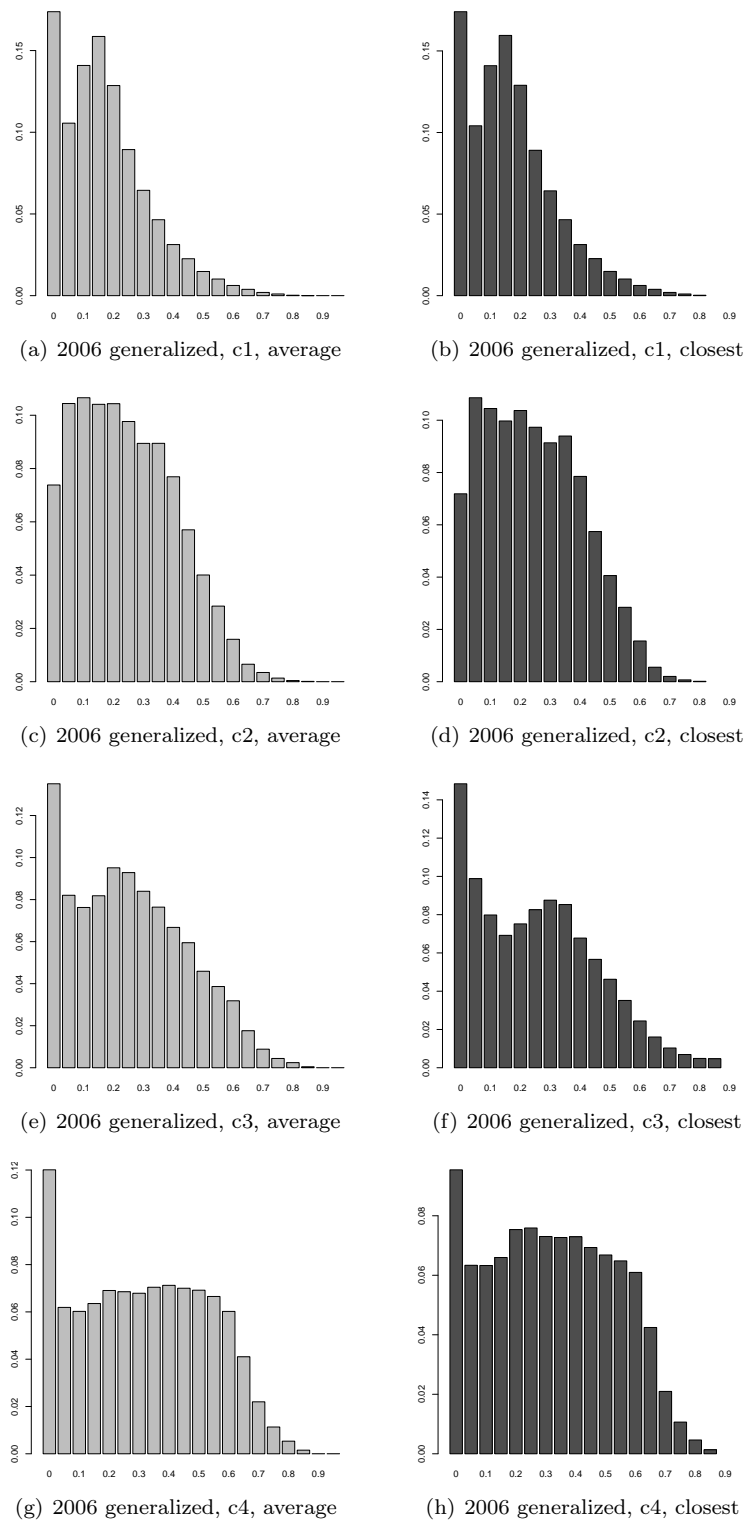 0.00 0.05 0.10 0.15
0 0.1 0.2 0.3 0.4 0.5 0.6 0.7 0.8 0.9
(a) 2006 generalized, c1, average
0.00 0.05 0.10 0.15
0 0.1 0.2 0.3 0.4 0.5 0.6 0.7 0.8 0.9
(b) 2006 generalized, c1, closest
0.00 0.02 0.04 0.06 0.08 0.10
0 0.1 0.2 0.3 0.4 0.5 0.6 0.7 0.8 0.9
(c) 2006 generalized, c2, average
0.00 0.02 0.04 0.06 0.08 0.10
0 0.1 0.2 0.3 0.4 0.5 0.6 0.7 0.8 0.9
(d) 2006 generalized, c2, closest
0.00 0.02 0.04 0.06 0.08 0.10 0.12
0 0.1 0.2 0.3 0.4 0.5 0.6 0.7 0.8 0.9
(e) 2006 generalized, c3, average
0.00 0.02 0.04 0.06 0.08 0.10 0.12 0.14
0 0.1 0.2 0.3 0.4 0.5 0.6 0.7 0.8 0.9
(f) 2006 generalized, c3, closest
0.00 0.02 0.04 0.06 0.08 0.10 0.12
0 0.1 0.2 0.3 0.4 0.5 0.6 0.7 0.8 0.9
(g) 2006 generalized, c4, average
0.00 0.02 0.04 0.06 0.08
0 0.1 0.2 0.3 0.4 0.5 0.6 0.7 0.8 0.9
(h) 2006 generalized, c4, closest